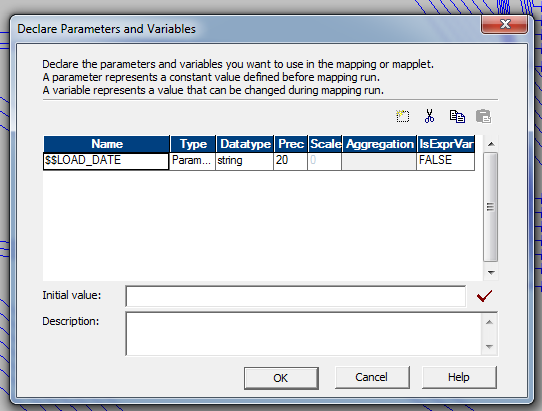 Declare Parameters and Variables
Declare the parameters and variables you want to use in the mapping or mapplet.
A parameter represents a constant value defined before mapping run.
A variable represents a value that can be changed during mapping run.
Name Type Datatype Prec Scale Aggregation IsExprVar
$$LOAD_DATE Param... string 20 0 FALSE
Initial value:
Description:
OK Cancel Help